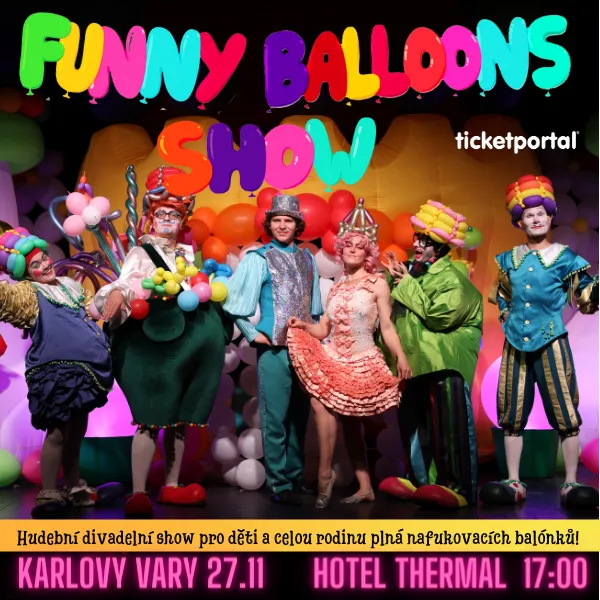 FUNNY BALLOONS
SHOW
ticketportal
Hudební divadelní show pro děti a celou rodinu plná nafukovacích balónků!
KARLOVY VARY 27.11 HOTEL THERMAL 17:00